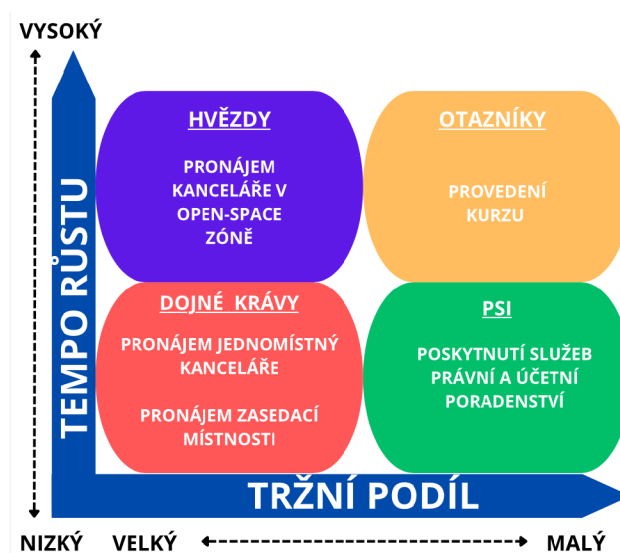 VYSOKÝ
TEMPO RŮSTU
HVĚZDY
PRONÁJEM
KANCELÁŘE V
OPEN-SPACE
ZÓNĚ
OTAZNÍKY
PROVEDENÍ
KURZU
DOJNÉ KRÁVY
PRONÁJEM JEDNOMÍSTNÝ
KANCELÁŘE
PRONÁJEM ZASEDACÍ
MÍSTNOSTI
PSI
POSKYTNUTÍ SLUŽEB
PRÁVNÍ A ÚČETNÍ
PORADENSTVÍ
TRŽNÍ PODÍL
NIZKÝ
VELKÝ
MALÝ